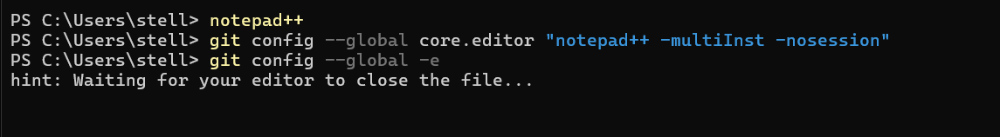 PS C:\Users\stell> notepad++
PS C:\Users\stell> git config --global core.editor "notepad++ -multiInst -nosession"
PS C:\Users\stell> git config --global -e
hint: Waiting for your editor to close the file...